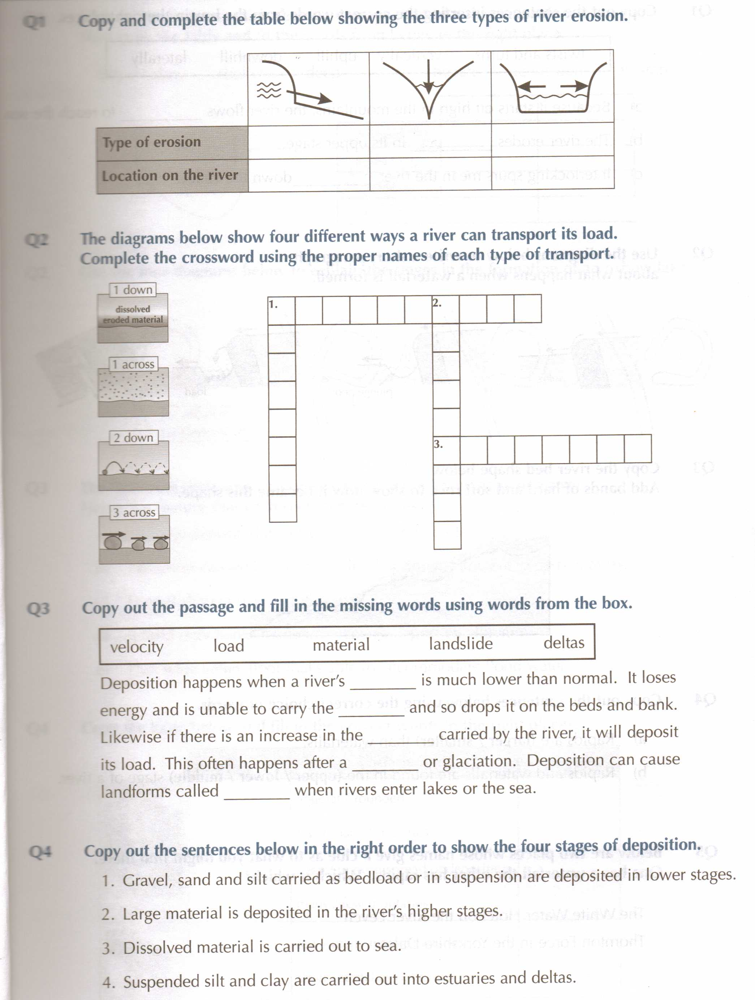 Q1 Copy and complete the table below showing the three types of river erosion.
Type of erosion
Location on the river
Q2 The diagrams below show four different ways a river can transport its load.
Complete the crossword using the proper names of each type of transport.
1 down
dissolved
eroded material
1 across
2 down
3 across
1.
2.
3.
Q3 Copy out the passage and fill in the missing words using words from the box.
velocity load material landslide deltas
Deposition happens when a river's ________ is much lower than normal. It loses
energy and is unable to carry the ________ and so drops it on the beds and bank.
Likewise if there is an increase in the ________ carried by the river, it will deposit
its load. This often happens after a ________ or glaciation. Deposition can cause
landforms called ________ when rivers enter lakes or the sea.
Q4 Copy out the sentences below in the right order to show the four stages of deposition.
1. Gravel, sand and silt carried as bedload or in suspension are deposited in lower stages.
2. Large material is deposited in the river's higher stages.
3. Dissolved material is carried out to sea.
4. Suspended silt and clay are carried out into estuaries and deltas.